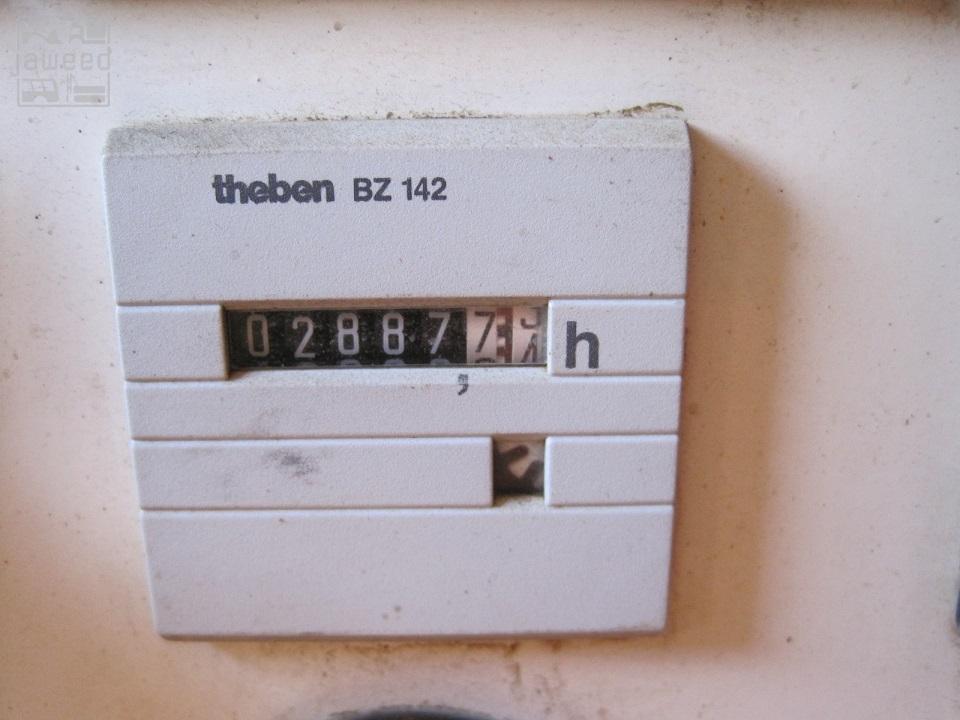 jaweed
theben BZ 142
028877 h
,